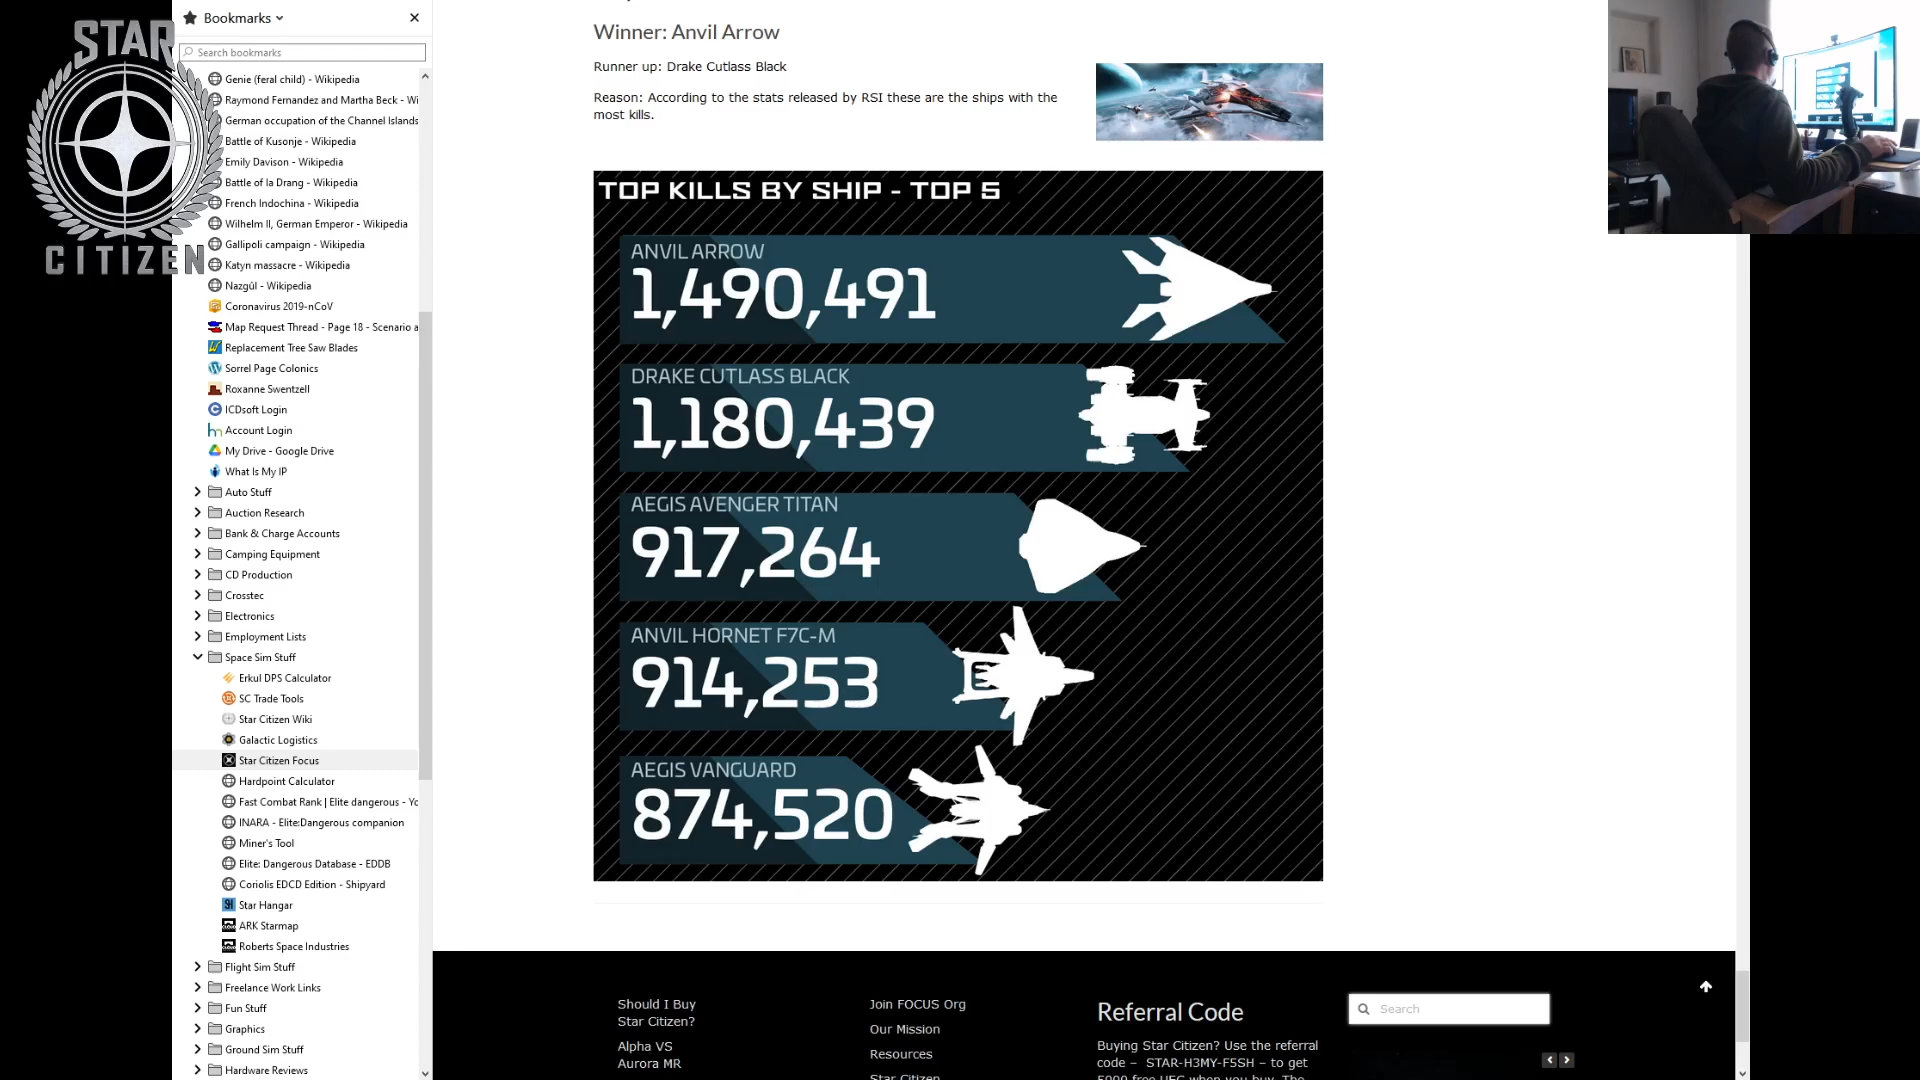 STAR
CITIZEN
Bookmarks
Search bookmarks
Genie (feral child) - Wikipedia
Raymond Fernandez and Martha Beck - Wi
German occupation of the Channel Islands
Battle of Kusonje - Wikipedia
Emily Davison - Wikipedia
Battle of Ia Drang - Wikipedia
French Indochina - Wikipedia
Wilhelm II, German Emperor - Wikipedia
Gallipoli campaign - Wikipedia
Katyn massacre - Wikipedia
Nazgûl - Wikipedia
Coronavirus 2019-nCoV
Map Request Thread - Page 18 - Scenario a
Replacement Tree Saw Blades
Sorrel Page Colonics
Roxanne Swentzell
ICDsoft Login
Account Login
My Drive - Google Drive
What Is My IP
Auto Stuff
Auction Research
Bank & Charge Accounts
Camping Equipment
CD Production
Crosstec
Electronics
Employment Lists
Space Sim Stuff
Erkul DPS Calculator
SC Trade Tools
Star Citizen Wiki
Galactic Logistics
Star Citizen Focus
Hardpoint Calculator
Fast Combat Rank | Elite dangerous - Yo
INARA - Elite:Dangerous companion
Miner's Tool
Elite: Dangerous Database - EDDB
Coriolis EDCD Edition - Shipyard
Star Hangar
ARK Starmap
Roberts Space Industries
Flight Sim Stuff
Freelance Work Links
Fun Stuff
Graphics
Ground Sim Stuff
Hardware Reviews
Winner: Anvil Arrow
Runner up: Drake Cutlass Black
Reason: According to the stats released by RSI these are the ships with the
most kills.
TOP KILLS BY SHIP - TOP 5
ANVIL ARROW
1,490,491
DRAKE CUTLASS BLACK
1,180,439
AEGIS AVENGER TITAN
917,264
ANVIL HORNET F7C-M
914,253
AEGIS VANGUARD
874,520
Should I Buy
Star Citizen?
Alpha VS
Aurora MR
Join FOCUS Org
Our Mission
Resources
Star Citizen
Referral Code
Buying Star Citizen? Use the referral
code – STAR-H3MY-F5SH – to get
5000 free UEC when you buy. The
Search